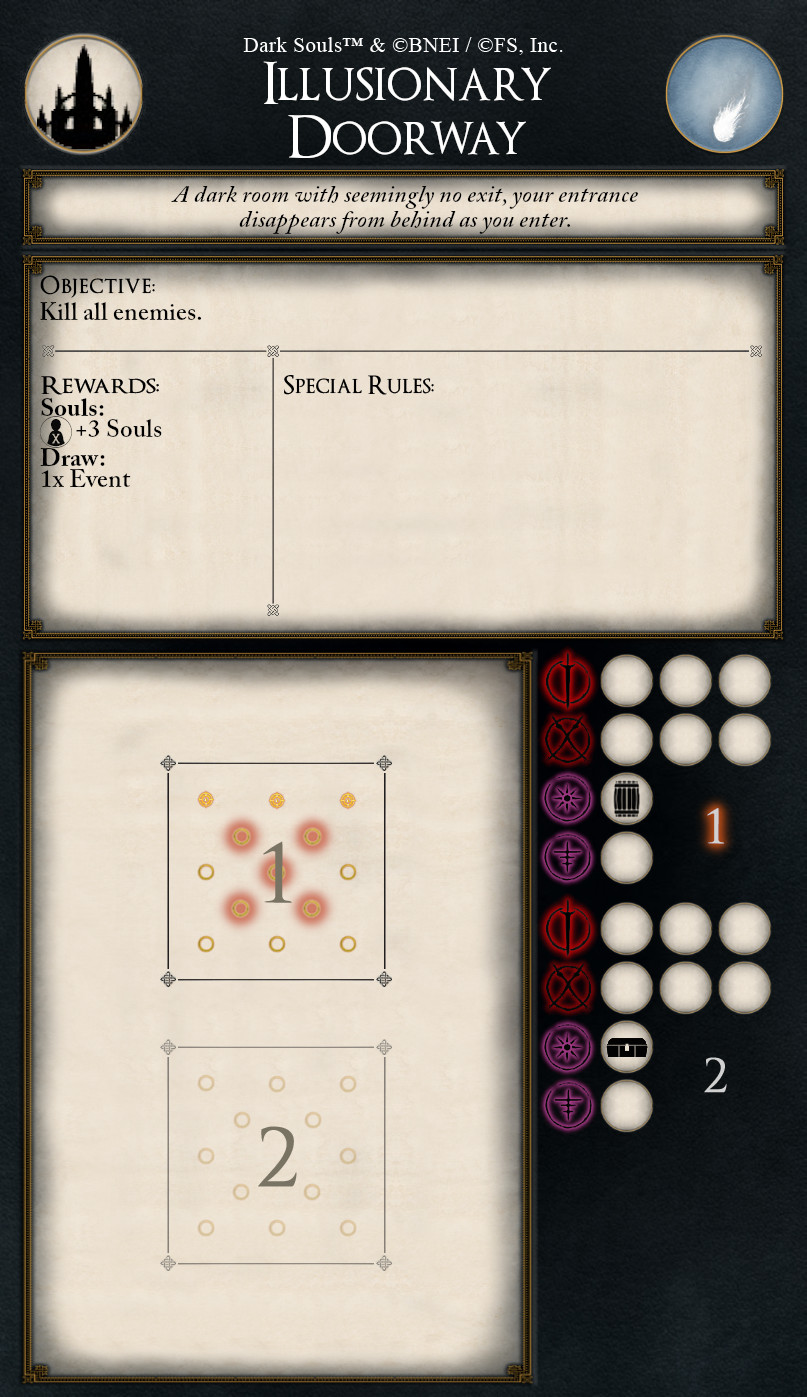 Dark Souls™ & ©BNEI / ©FS, Inc.
Illusionary
Doorway
A dark room with seemingly no exit, your entrance
disappears from behind as you enter.
Objective:
Kill all enemies.
Rewards:
Souls:
X +3 Souls
Draw:
1x Event
Special Rules:
1
2
1
2